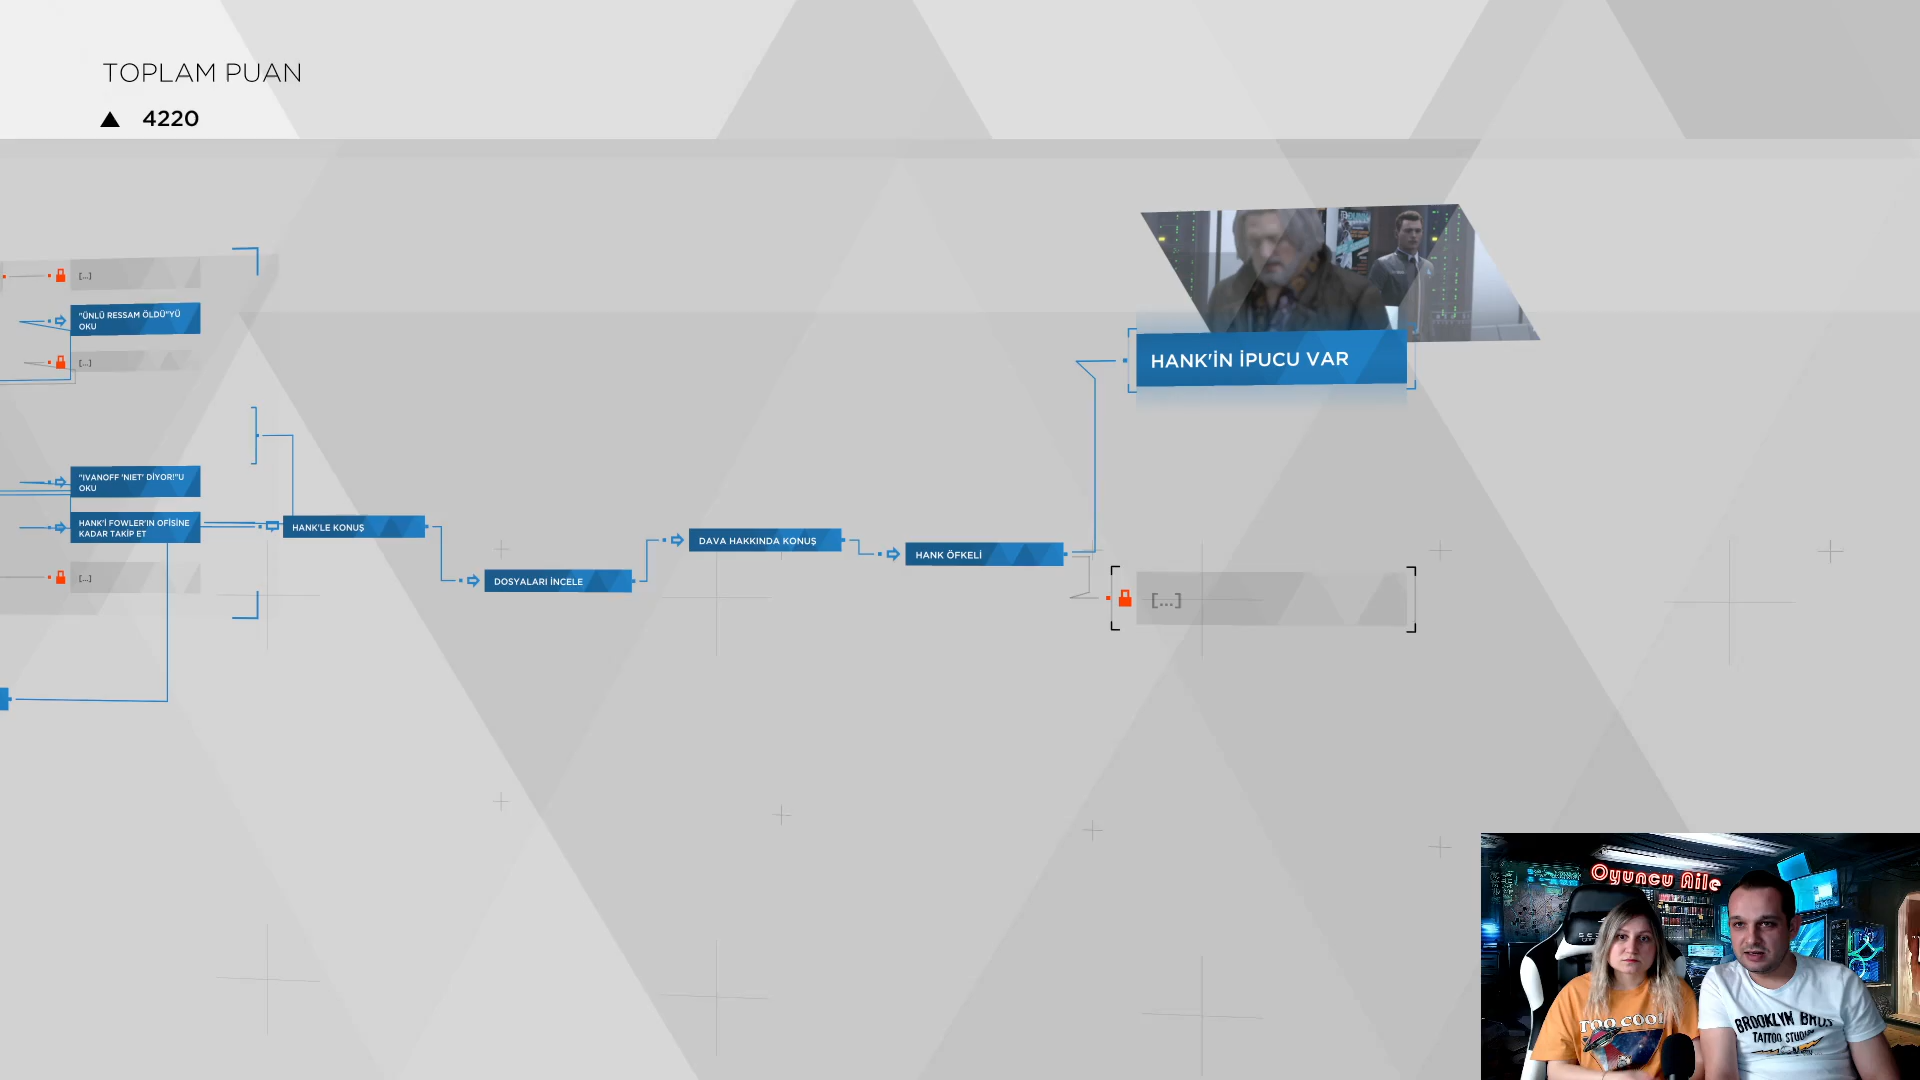 TOPLAM PUAN
4220
[...]
"ÜNLÜ RESSAM ÖLDÜ"YÜ
OKU
[...]
HANK'İN İPUCU VAR
"IVANOFF 'NIET' DİYOR!"U
OKU
HANK'İ FOWLER'IN OFİSİNE
KADAR TAKİP ET
HANK'LE KONUŞ
DAVA HAKKINDA KONUŞ
HANK ÖFKELİ
[...]
DOSYALARI İNCELE
[...]
Oyuncu Aile
TOO COOL
BROOKLYN BROS
TATTOO STUDIO